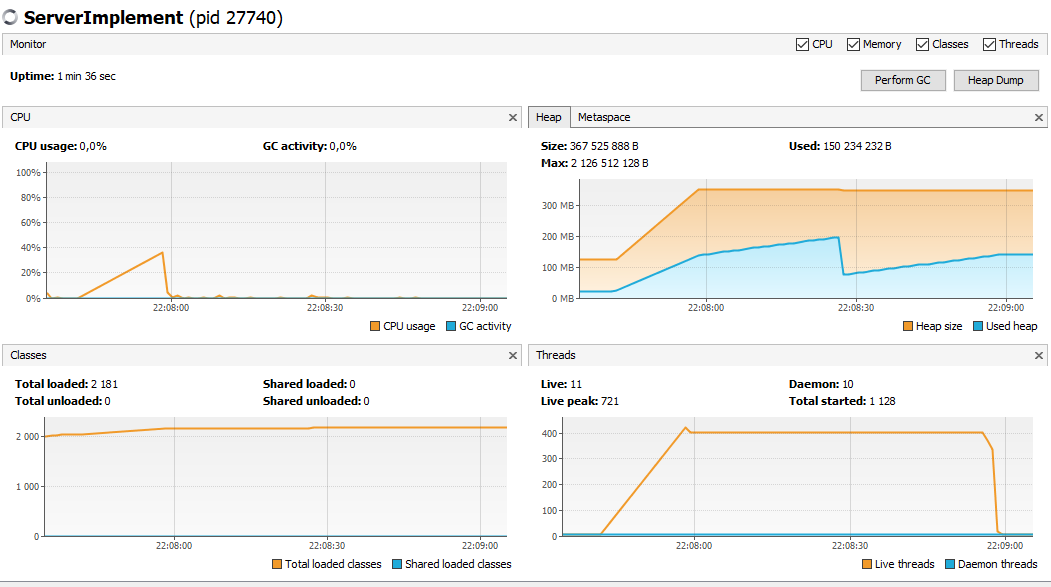 ServerImplement (pid 27740)
Monitor
CPU Memory Classes Threads
Uptime: 1 min 36 sec
Perform GC Heap Dump
CPU
CPU usage: 0,0% GC activity: 0,0%
100%
80%
60%
40%
20%
0%
22:08:00 22:08:30 22:09:00
CPU usage GC activity
Heap Metaspace
Size: 367 525 888 B Used: 150 234 232 B
Max: 2 126 512 128 B
300 MB
200 MB
100 MB
0 MB
22:08:00 22:08:30 22:09:00
Heap size Used heap
Classes
Total loaded: 2 181 Shared loaded: 0
Total unloaded: 0 Shared unloaded: 0
2 000
1 000
0
22:08:00 22:08:30 22:09:00
Total loaded classes Shared loaded classes
Threads
Live: 11 Daemon: 10
Live peak: 721 Total started: 1 128
400
300
200
100
0
22:08:00 22:08:30 22:09:00
Live threads Daemon threads